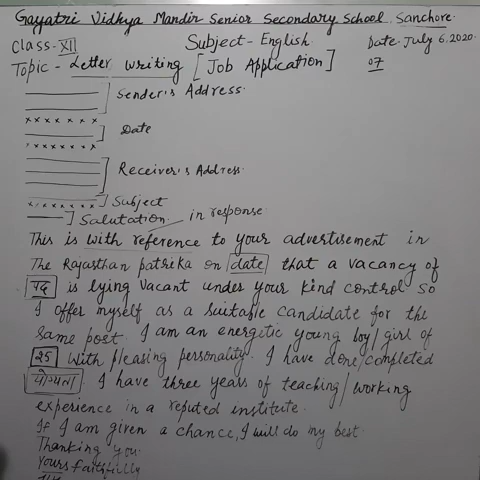 Gayatri Vidhya Mandir Senior Secondary School, Sanchore.
Class-XII Subject-English Date-July 6,2020
Topic-Letter writing [Job Application] 07
] Sender's Address
x x x x x x x
] Date
x x x x x x x
] Receiver's Address
x x x x x x x ] Subject
] Salutation in response
This is with reference to your advertisement in
The Rajasthan patrika on date that a vacancy of
पद is lying vacant under your kind control so
I offer myself as a suitable candidate for the
same post. I am an energetic young boy/girl of
25 with pleasing personality. I have done/completed
योग्यता. I have three years of teaching/working
experience in a reputed institute.
If I am given a chance, I will do my best.
Thanking you
Yours faithfully